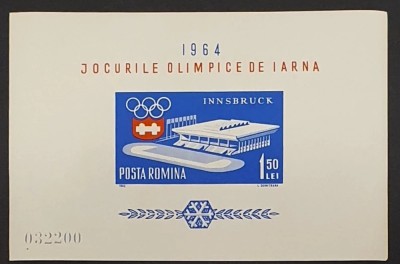 1964
JOCURILE OLIMPICE DE IARNA
INNSBRUCK
POSTA ROMINA
1 50
LEI
032200